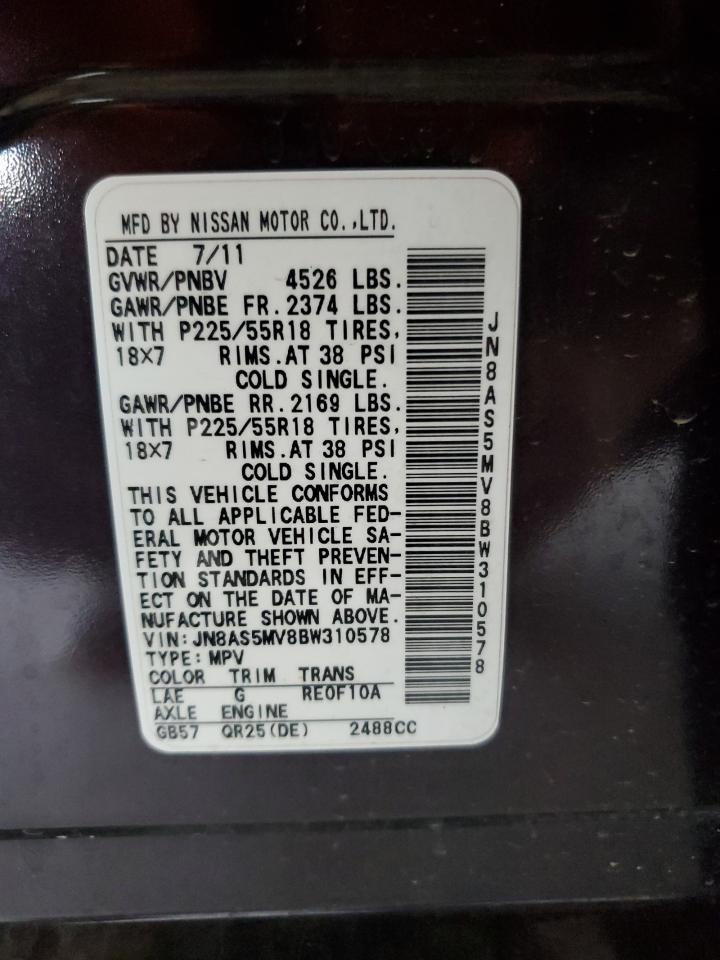 MFD BY NISSAN MOTOR CO.,LTD.
DATE 7/11
GVWR/PNBV 4526 LBS.
GAWR/PNBE FR. 2374 LBS.
WITH P225/55R18 TIRES,
18X7 RIMS. AT 38 PSI
COLD SINGLE.
GAWR/PNBE RR. 2169 LBS.
WITH P225/55R18 TIRES,
18X7 RIMS. AT 38 PSI
COLD SINGLE.
THIS VEHICLE CONFORMS
TO ALL APPLICABLE FED-
ERAL MOTOR VEHICLE SA-
FETY AND THEFT PREVEN-
TION STANDARDS IN EFF-
ECT ON THE DATE OF MA-
NUFACTURE SHOWN ABOVE.
VIN: JN8AS5MV8BW310578
TYPE: MPV
COLOR TRIM TRANS
LAE G RE0F10A
AXLE ENGINE
GB57 QR25(DE) 2488CC
JN8AS5MV8BW310578